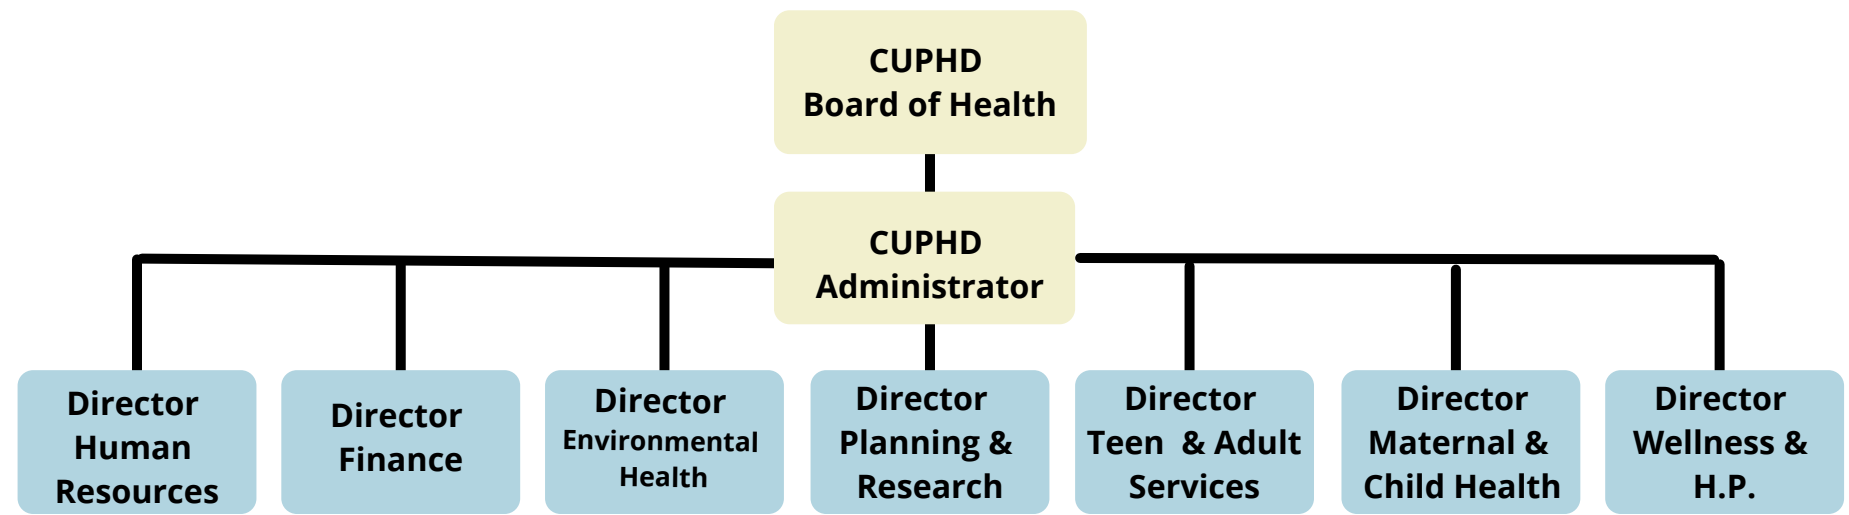 CUPHD
Board of Health
CUPHD
Administrator
Director
Human
Resources
Director
Finance
Director
Environmental
Health
Director
Planning &
Research
Director
Teen & Adult
Services
Director
Maternal &
Child Health
Director
Wellness &
H.P.